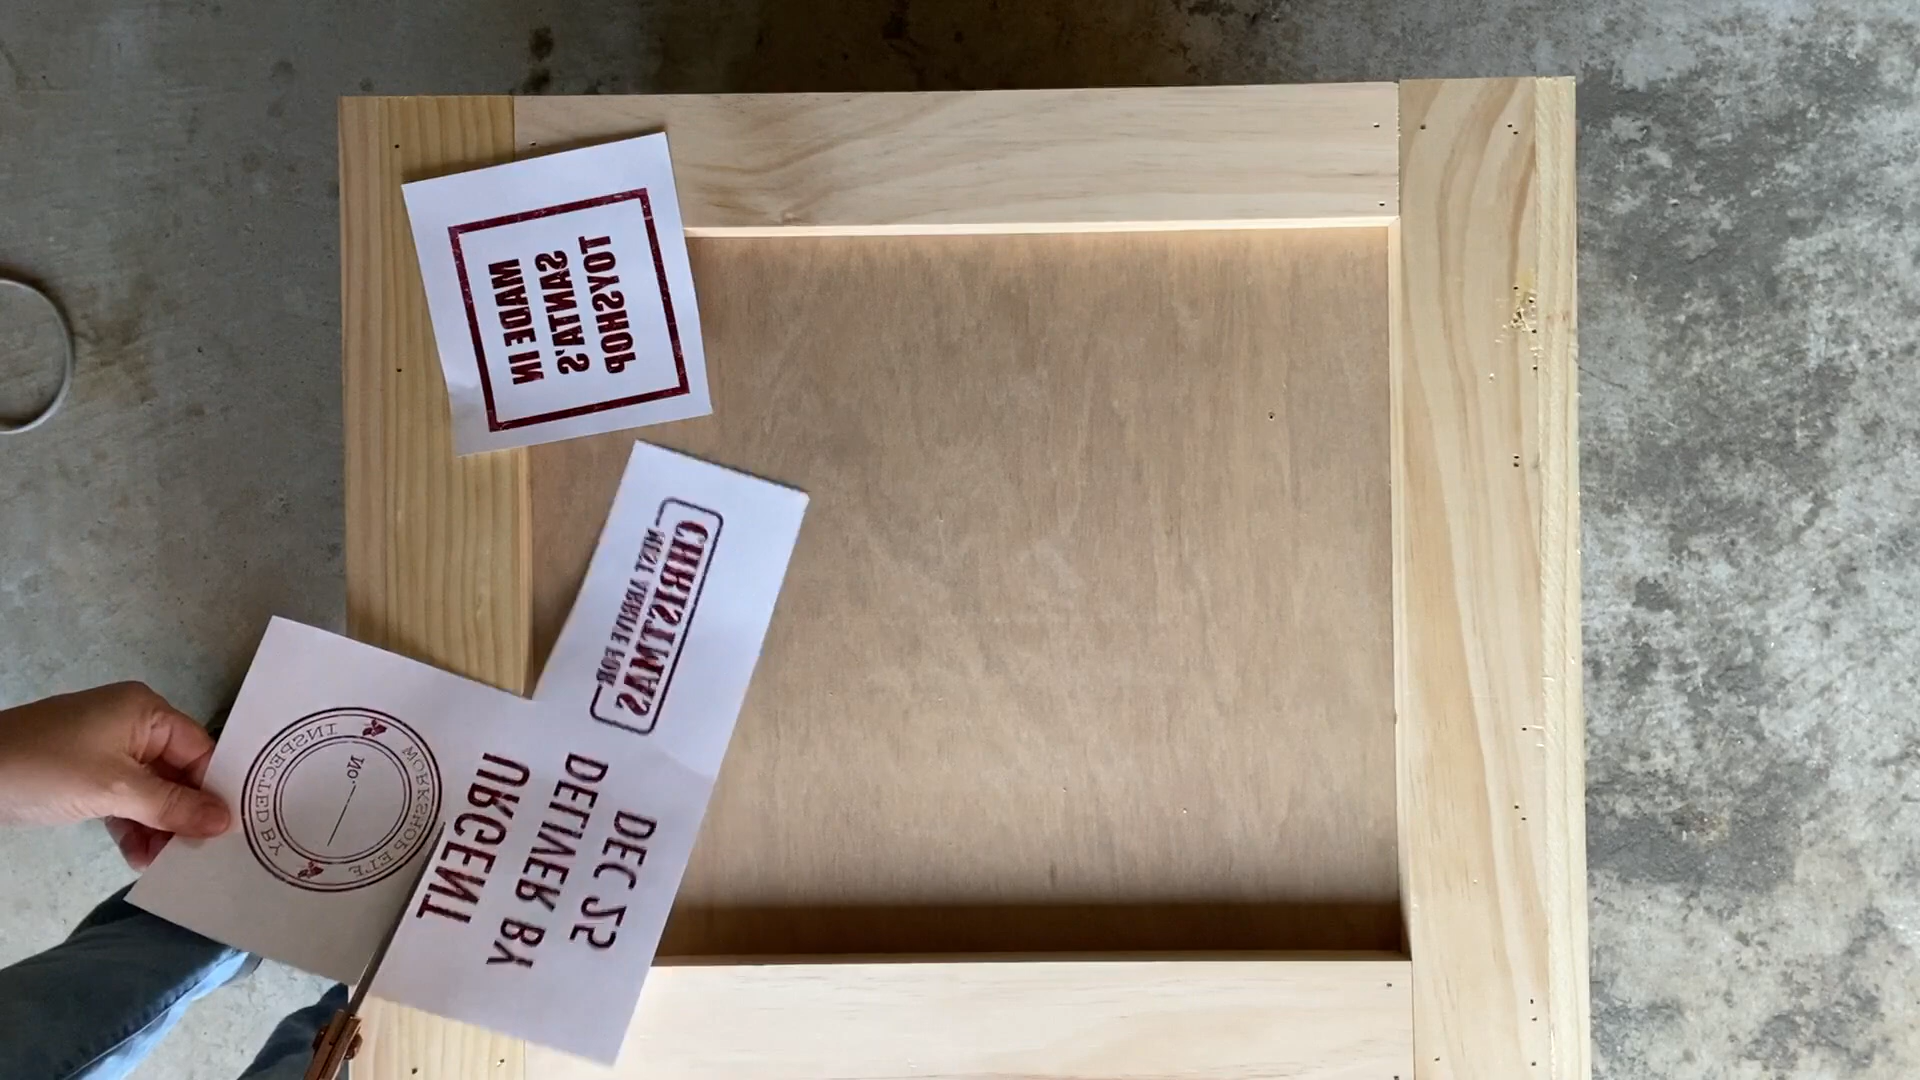 MADE IN
SANTA'S
TOYSHOP
MUST ARRIVE FOR
CHRISTMAS
INSPECTED BY
WORKSHOP ELF
No.
URGENT
DELIVER BY
DEC 25